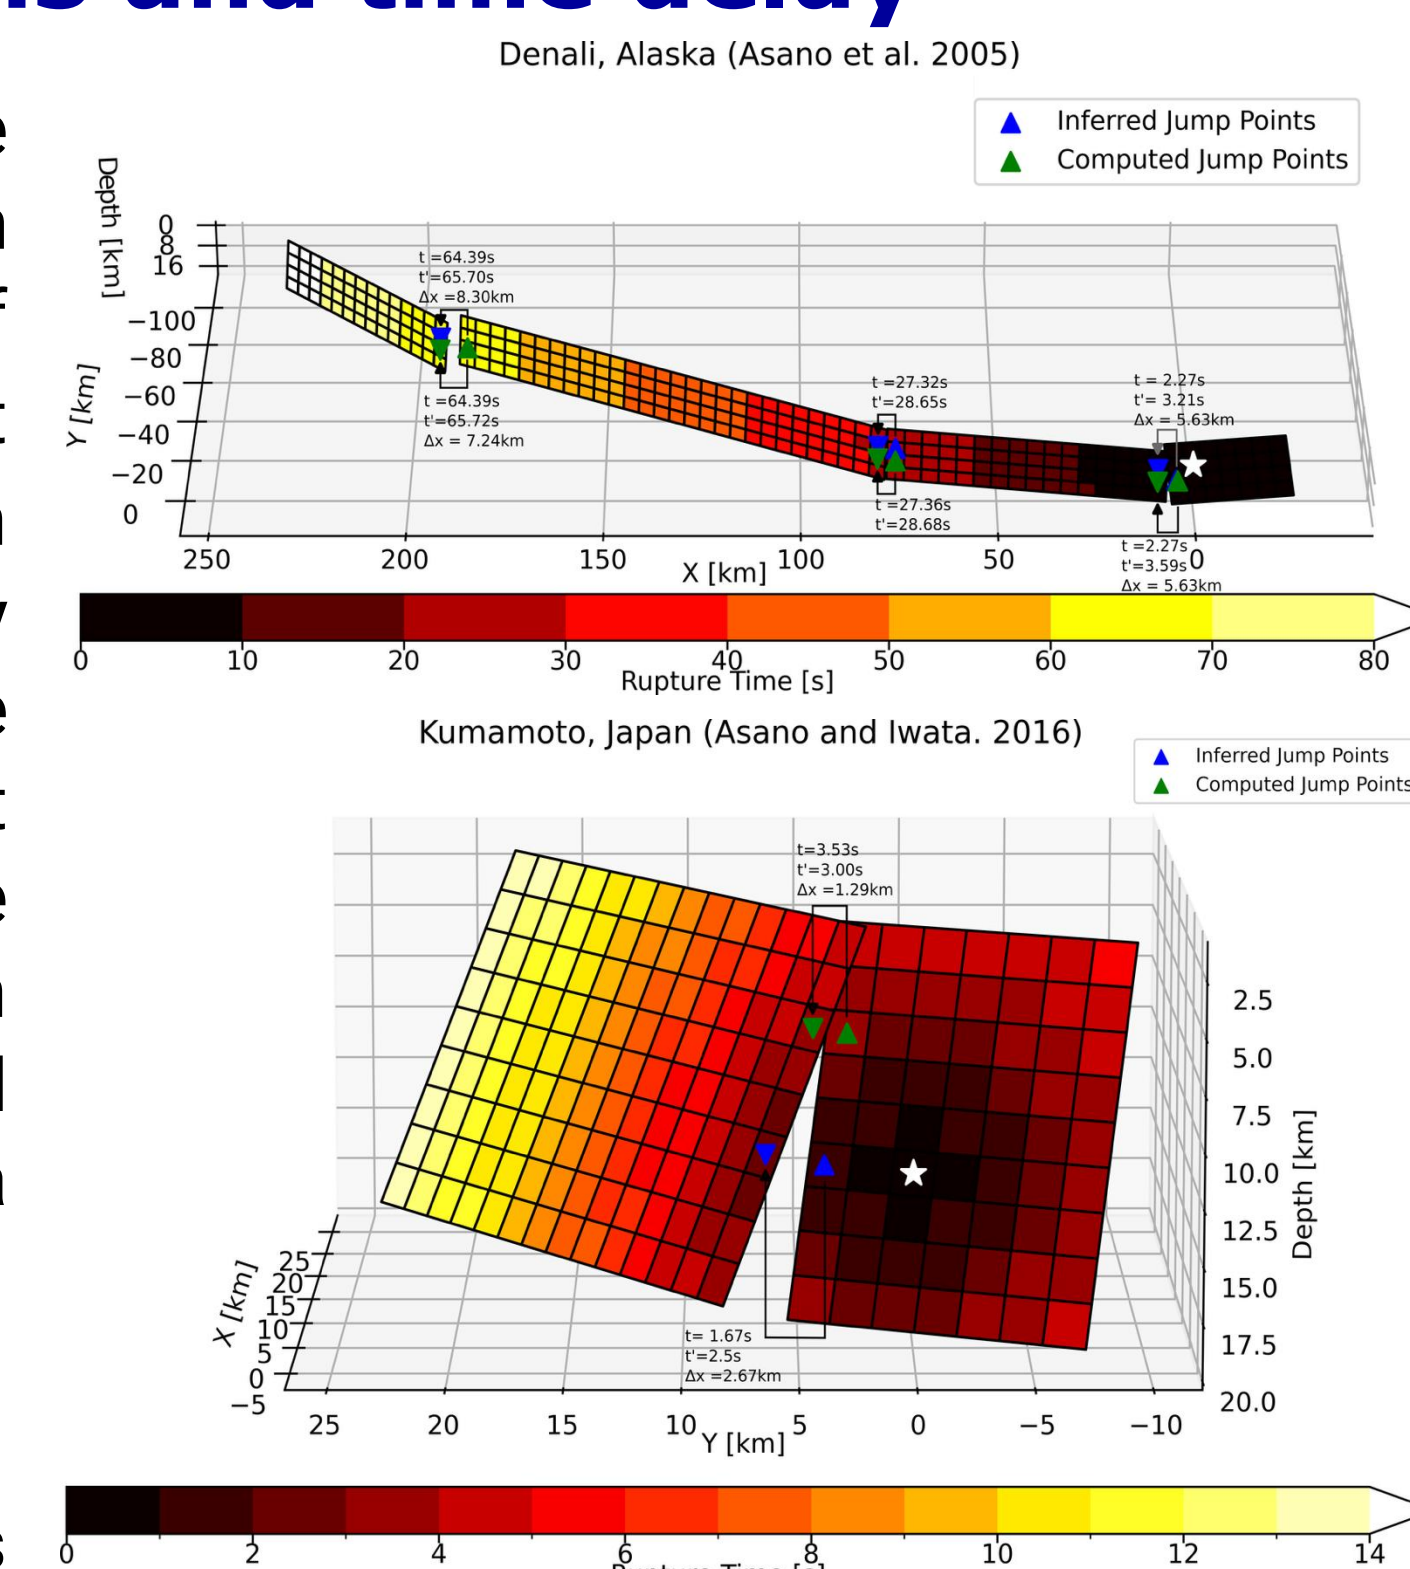 ns and time delay
Denali, Alaska (Asano et al. 2005)
Inferred Jump Points
Computed Jump Points
Depth [km]
0
8
16
−100
−80
−60
−40
−20
0
Y [km]
t =64.39s
t'=65.70s
Δx =8.30km
t =64.39s
t'=65.72s
Δx = 7.24km
t =27.32s
t'=28.65s
t =27.36s
t'=28.68s
t = 2.27s
t'= 3.21s
Δx = 5.63km
t =2.27s
t'=3.59s
Δx = 5.63km
250 200 150 100 50 0
X [km]
0 10 20 30 40 50 60 70 80
Rupture Time [s]
Kumamoto, Japan (Asano and Iwata. 2016)
Inferred Jump Points
Computed Jump Points
t=3.53s
t'=3.00s
Δx =1.29km
t= 1.67s
t'=2.5s
Δx =2.67km
2.5
5.0
7.5
10.0
12.5
15.0
17.5
20.0
Depth [km]
X [km]
25
20
15
10
5
0
−5
25 20 15 10 5 0 −5 −10
Y [km]
0 2 4 6 8 10 12 14
Rupture Time [s]